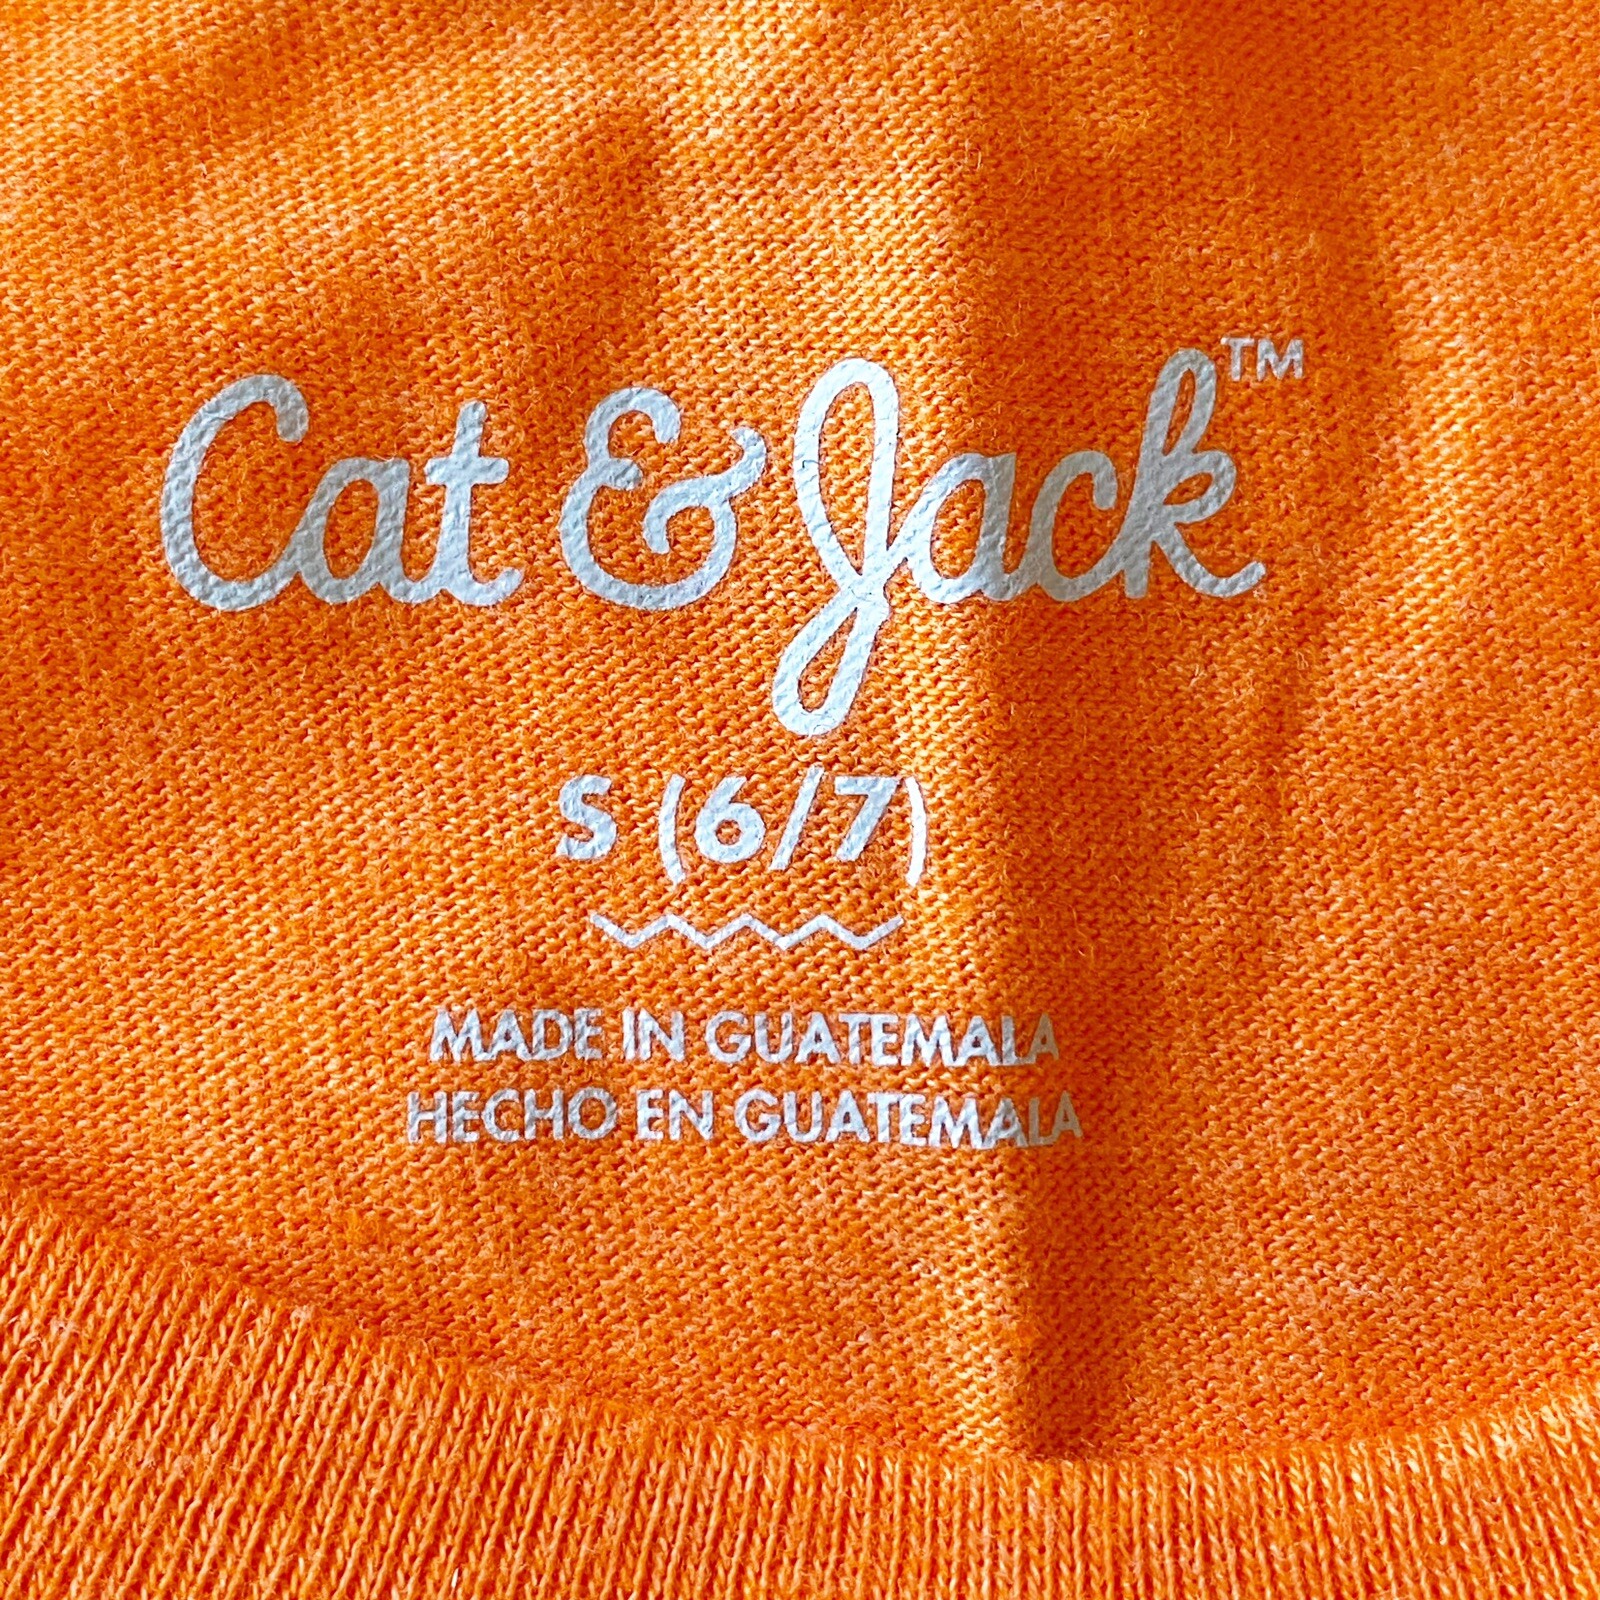 Cat & Jack™
S (6/7)
MADE IN GUATEMALA
HECHO EN GUATEMALA